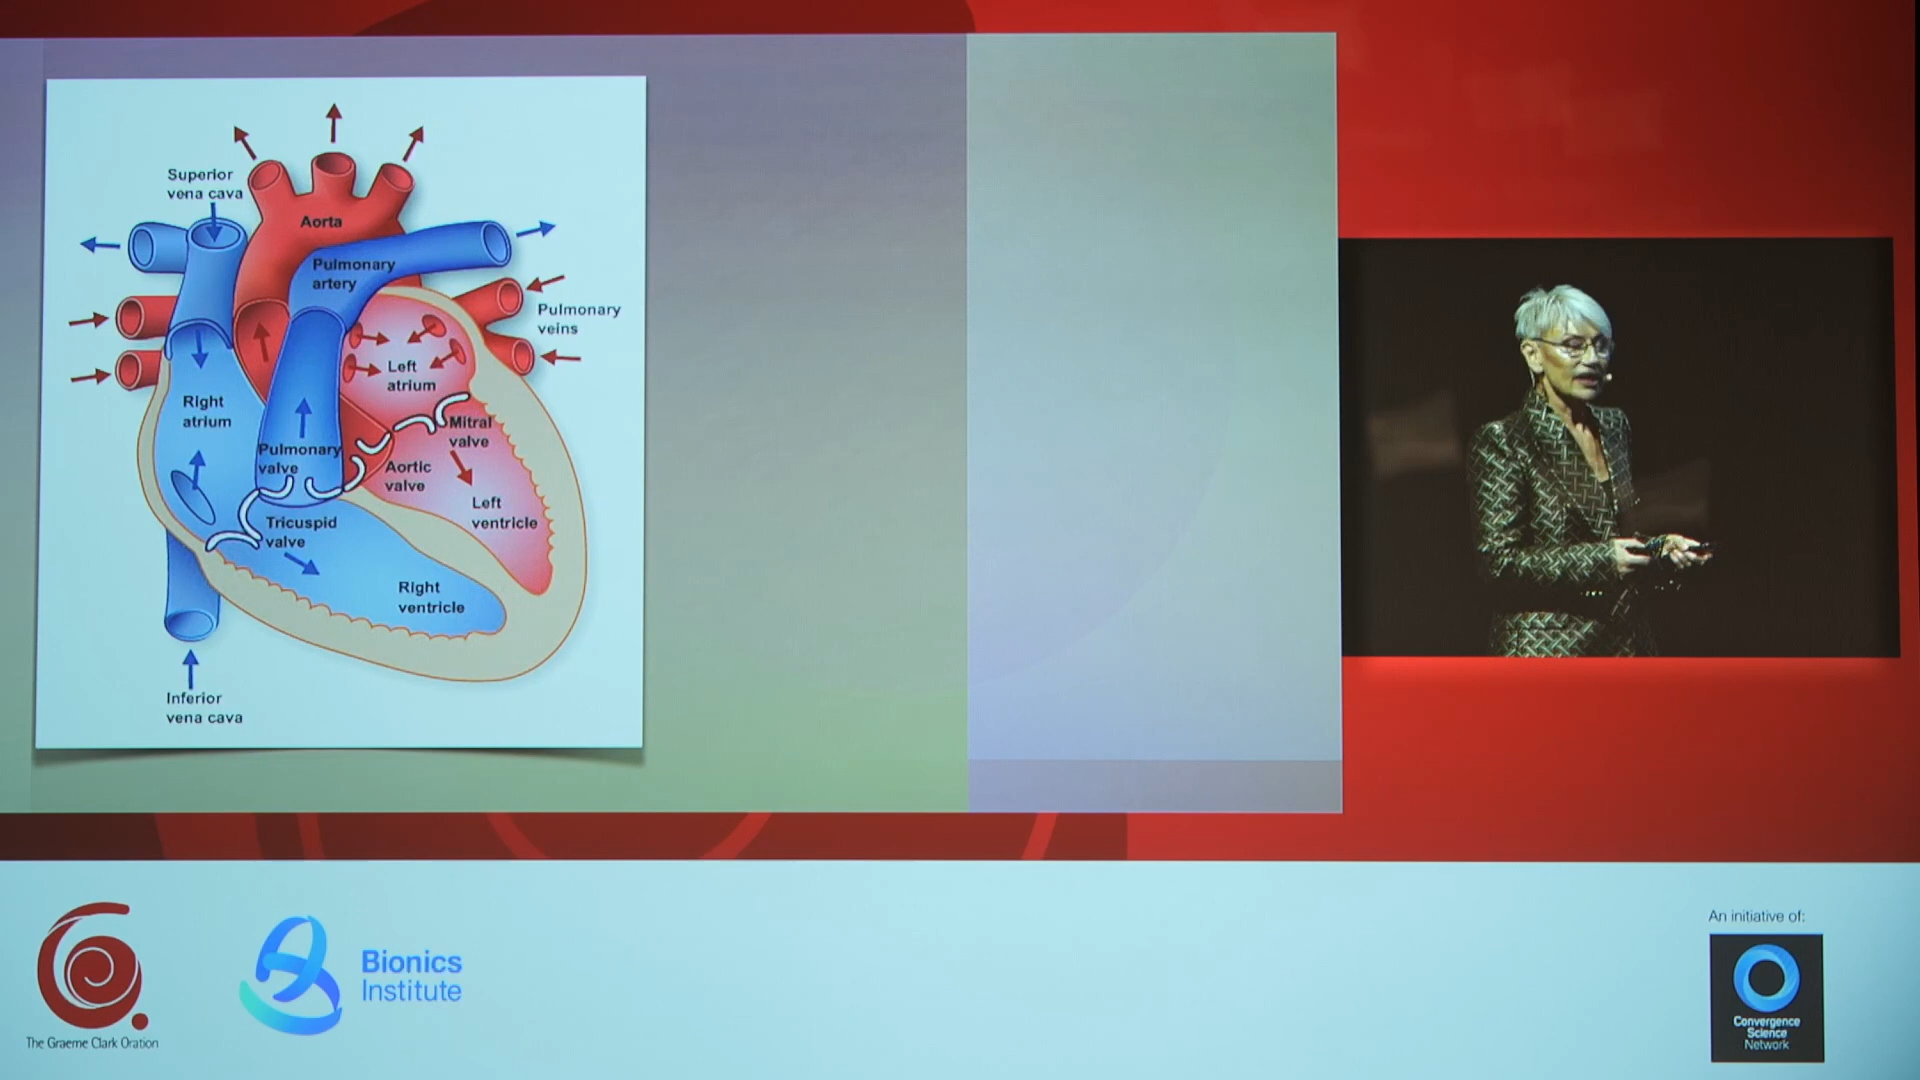 Superior
vena cava
Aorta
Pulmonary
artery
Pulmonary
veins
Left
atrium
Right
atrium
Mitral
valve
Pulmonary
valve
Aortic
valve
Left
ventricle
Tricuspid
valve
Right
ventricle
Inferior
vena cava
The Graeme Clark Oration
Bionics
Institute
An initiative of:
Convergence
Science
Network